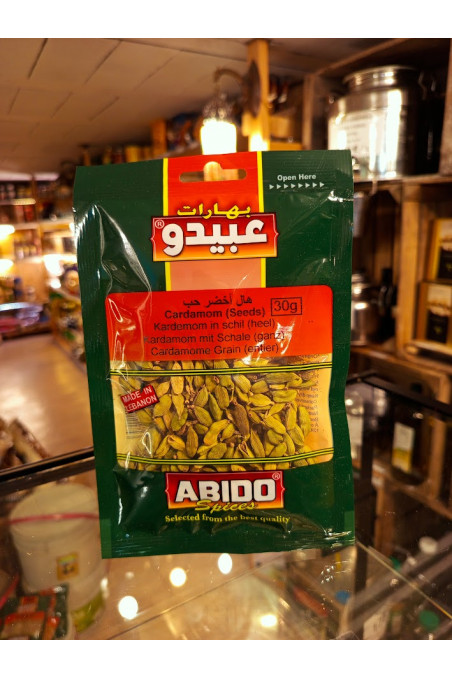 Open Here
بهارات
عبيدو®
هال أخضر حب
Cardamom (Seeds)
30g
Kardemom in schil (heel)
Kardamom mit Schale (ganz)
Cardamome Grain (entier)
MADE IN
LEBANON
ABIDO®
Spices
Selected from the best quality